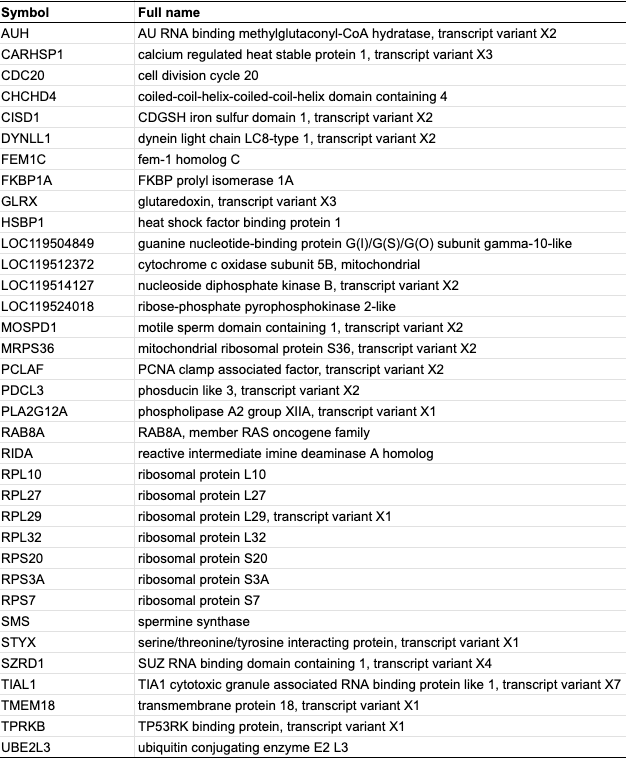 Symbol Full name
AUH AU RNA binding methylglutaconyl-CoA hydratase, transcript variant X2
CARHSP1 calcium regulated heat stable protein 1, transcript variant X3
CDC20 cell division cycle 20
CHCHD4 coiled-coil-helix-coiled-coil-helix domain containing 4
CISD1 CDGSH iron sulfur domain 1, transcript variant X2
DYNLL1 dynein light chain LC8-type 1, transcript variant X2
FEM1C fem-1 homolog C
FKBP1A FKBP prolyl isomerase 1A
GLRX glutaredoxin, transcript variant X3
HSBP1 heat shock factor binding protein 1
LOC119504849 guanine nucleotide-binding protein G(I)/G(S)/G(O) subunit gamma-10-like
LOC119512372 cytochrome c oxidase subunit 5B, mitochondrial
LOC119514127 nucleoside diphosphate kinase B, transcript variant X2
LOC119524018 ribose-phosphate pyrophosphokinase 2-like
MOSPD1 motile sperm domain containing 1, transcript variant X2
MRPS36 mitochondrial ribosomal protein S36, transcript variant X2
PCLAF PCNA clamp associated factor, transcript variant X2
PDCL3 phosducin like 3, transcript variant X2
PLA2G12A phospholipase A2 group XIIA, transcript variant X1
RAB8A RAB8A, member RAS oncogene family
RIDA reactive intermediate imine deaminase A homolog
RPL10 ribosomal protein L10
RPL27 ribosomal protein L27
RPL29 ribosomal protein L29, transcript variant X1
RPL32 ribosomal protein L32
RPS20 ribosomal protein S20
RPS3A ribosomal protein S3A
RPS7 ribosomal protein S7
SMS spermine synthase
STYX serine/threonine/tyrosine interacting protein, transcript variant X1
SZRD1 SUZ RNA binding domain containing 1, transcript variant X4
TIAL1 TIA1 cytotoxic granule associated RNA binding protein like 1, transcript variant X7
TMEM18 transmembrane protein 18, transcript variant X1
TPRKB TP53RK binding protein, transcript variant X1
UBE2L3 ubiquitin conjugating enzyme E2 L3